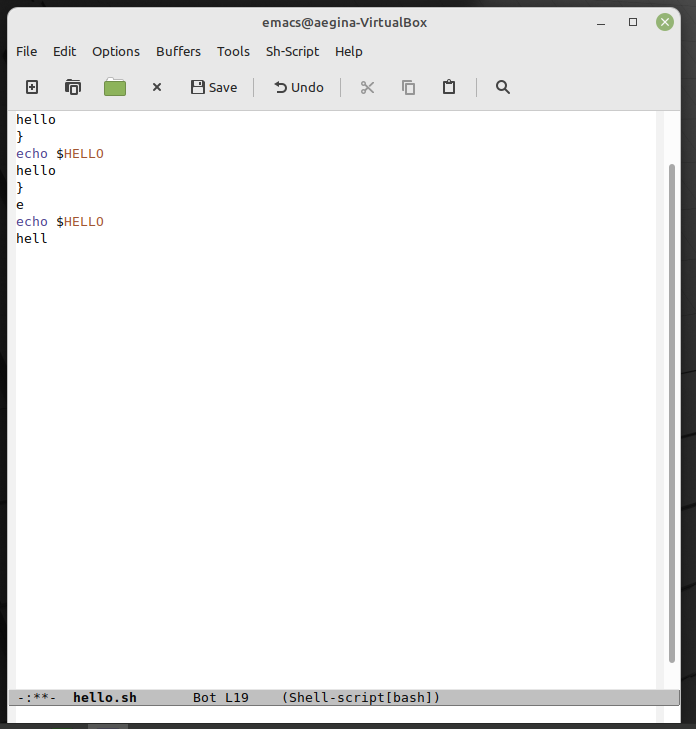 emacs@aegina-VirtualBox
File Edit Options Buffers Tools Sh-Script Help
Save Undo
hello
}
echo $HELLO
hello
}
e
echo $HELLO
hell
-:**- hello.sh Bot L19 (Shell-script[bash])